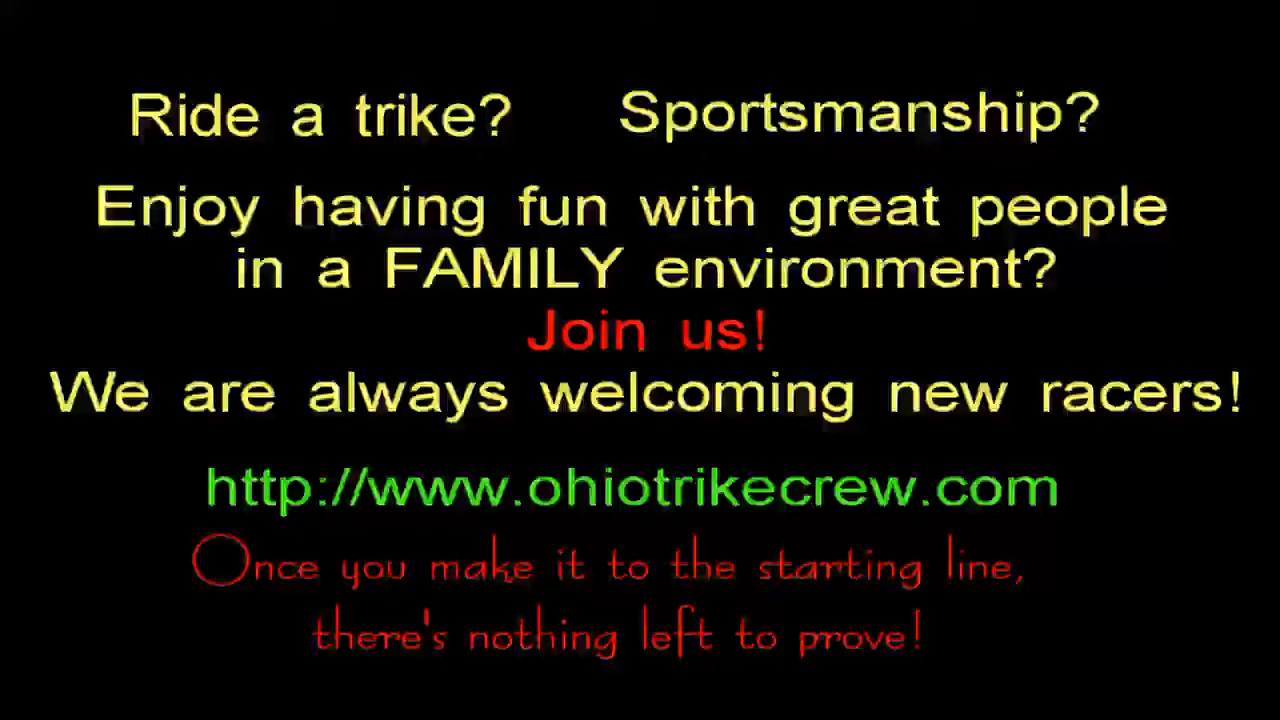 Ride a trike? Sportsmanship?
Enjoy having fun with great people
in a FAMILY environment?
Join us!
We are always welcoming new racers!
http://www.ohiotrikecrew.com
Once you make it to the starting line,
there's nothing left to prove!